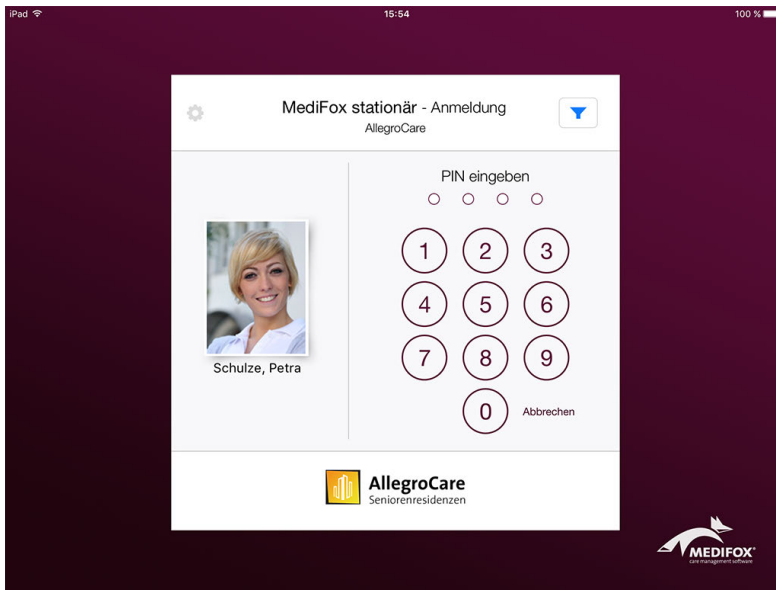 iPad 15:54 100 %
MediFox stationär - Anmeldung
AllegroCare
PIN eingeben
1 2 3
4 5 6
7 8 9
0 Abbrechen
Schulze, Petra
AllegroCare
Seniorenresidenzen
MEDIFOX
care management software